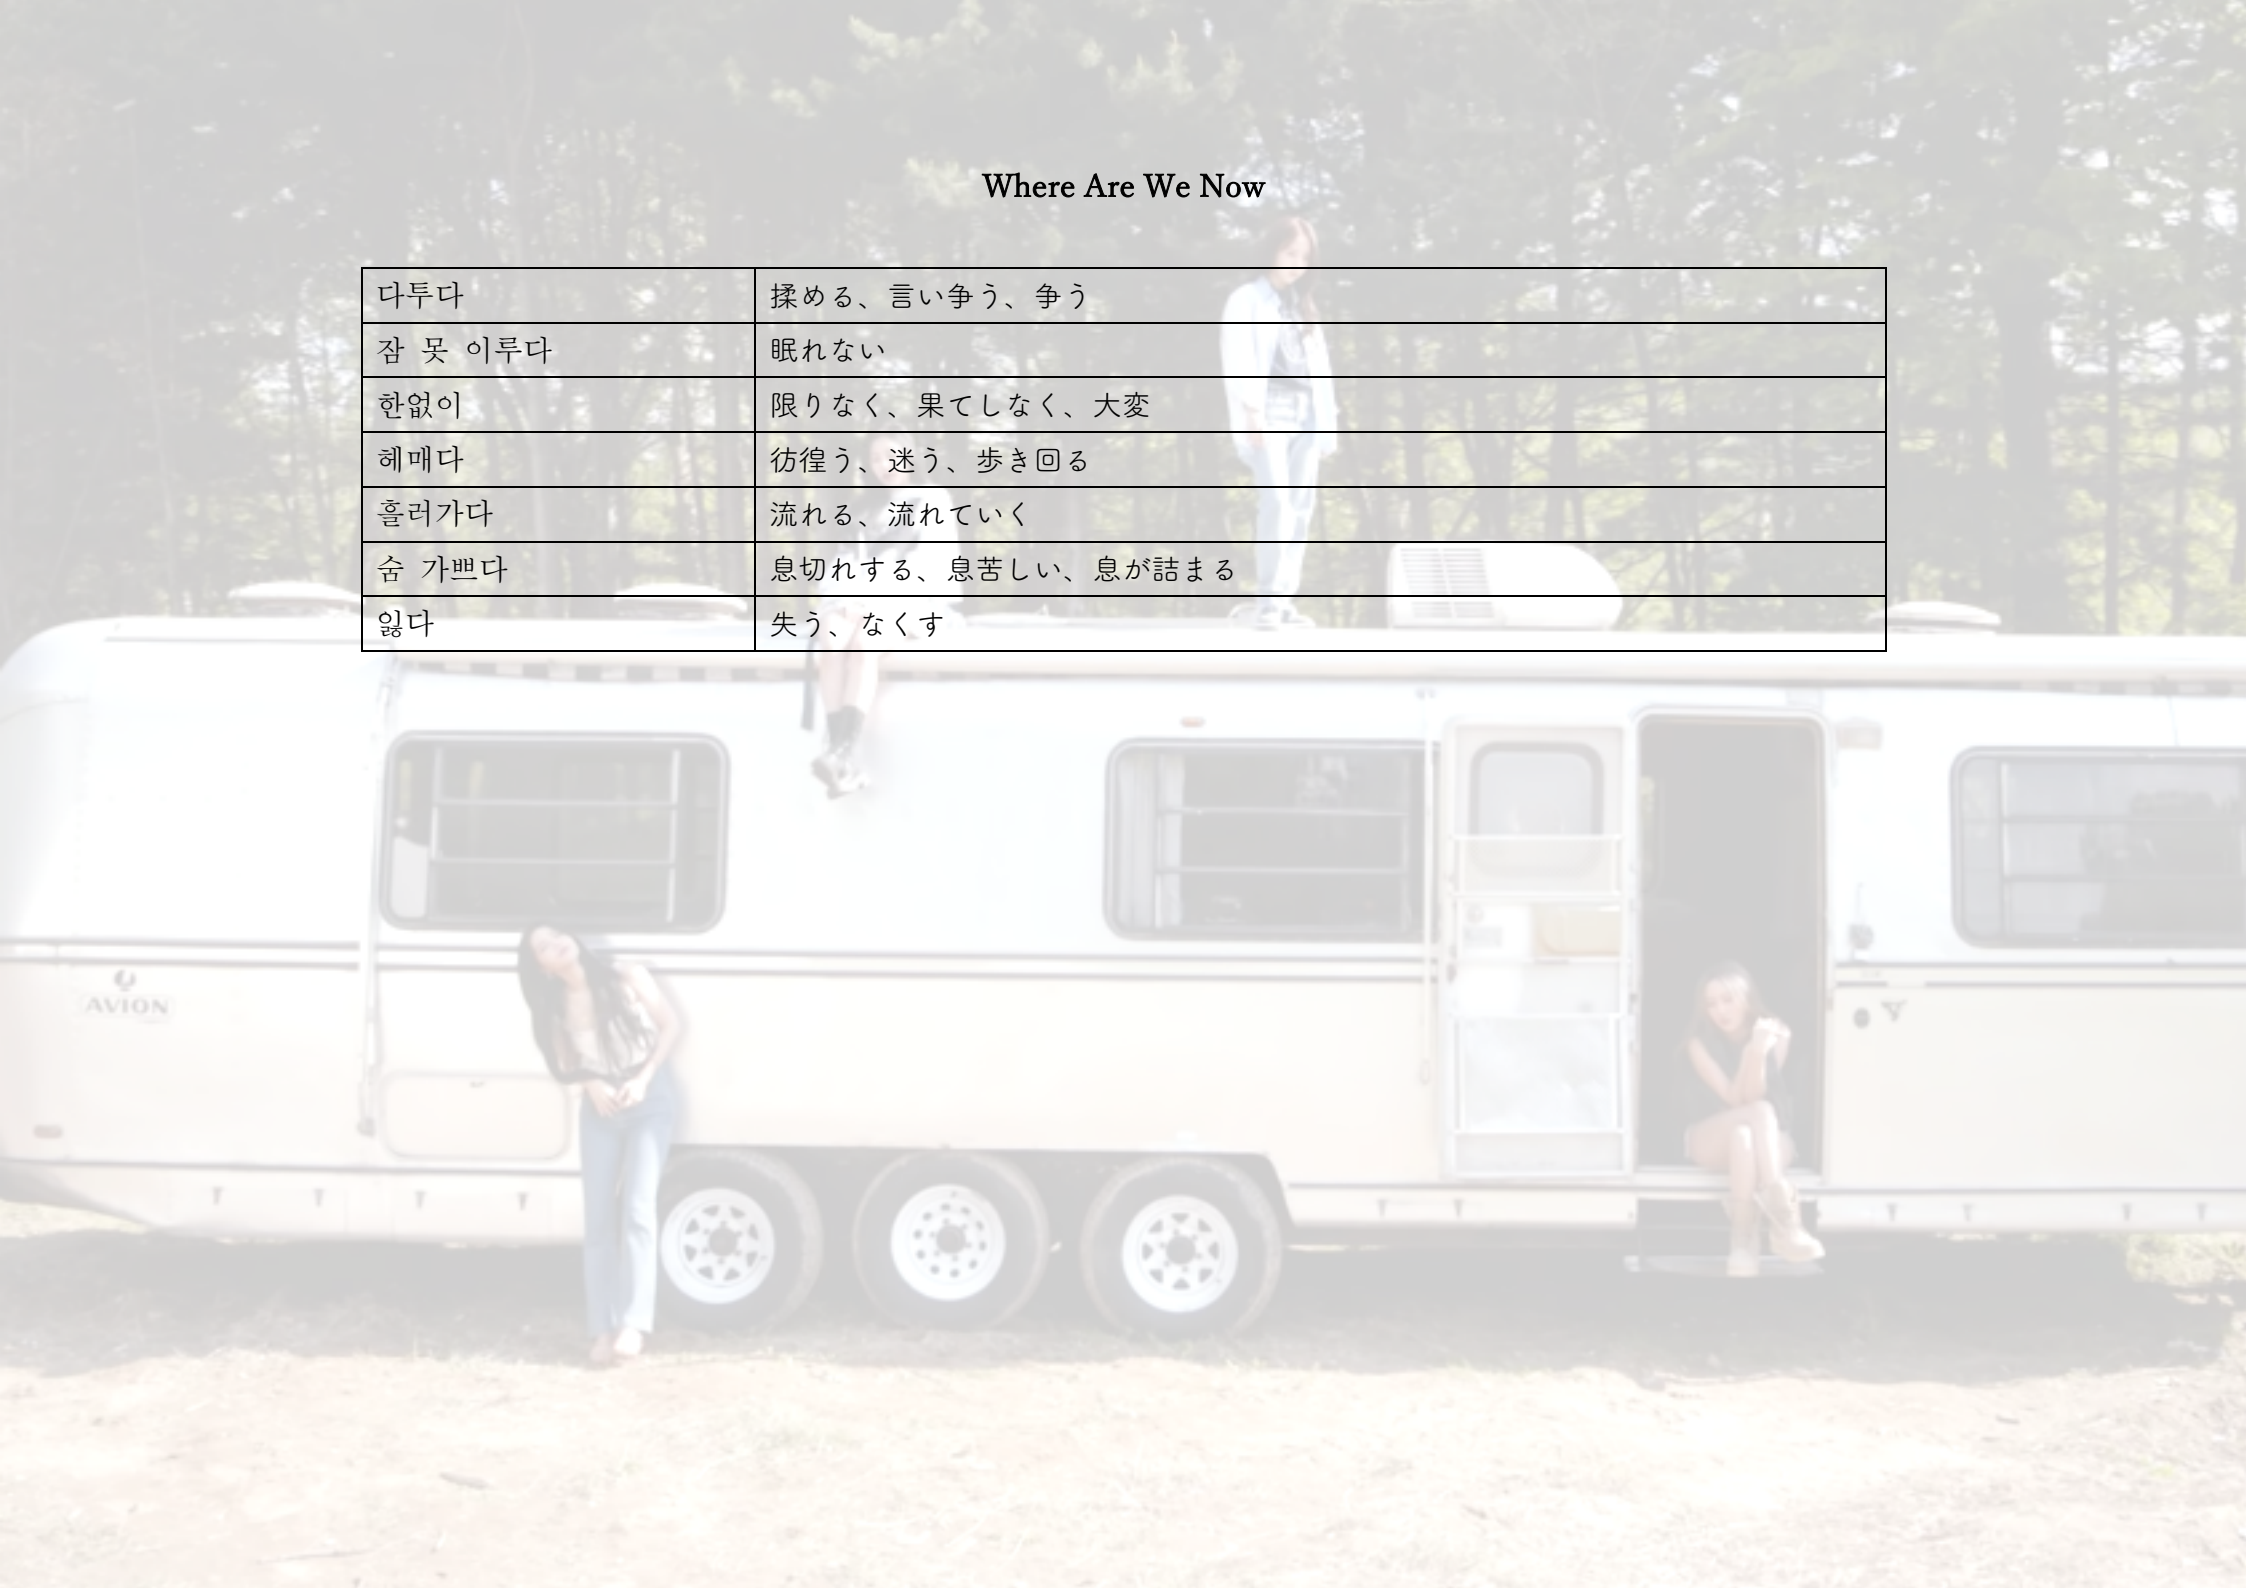 Where Are We Now
다투다 揉める、言い争う、争う
잠 못 이루다 眠れない
한없이 限りなく、果てしなく、大変
헤매다 彷徨う、迷う、歩き回る
흘러가다 流れる、流れていく
숨 가쁘다 息切れする、息苦しい、息が詰まる
잃다 失う、なくす
AVION